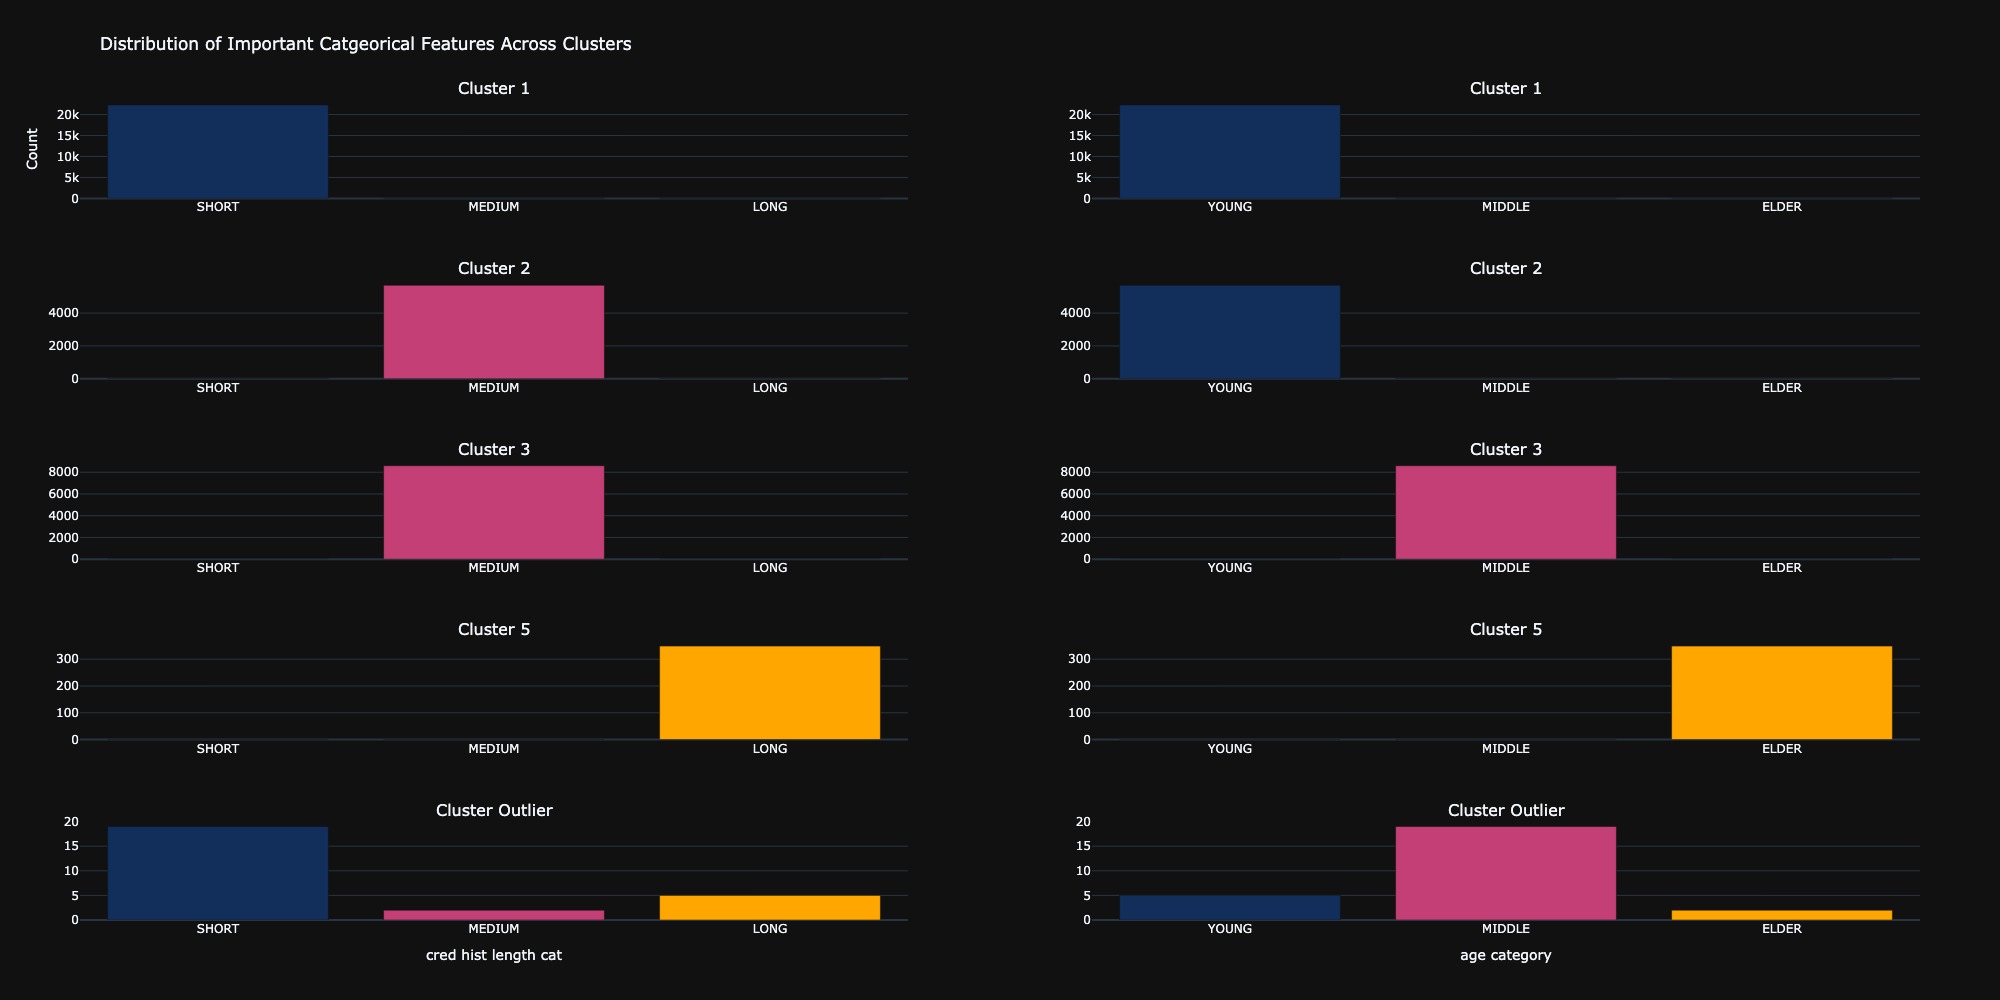 Distribution of Important Catgeorical Features Across Clusters
Cluster 1
Count
20k
15k
10k
5k
0
SHORT MEDIUM LONG
Cluster 1
20k
15k
10k
5k
0
YOUNG MIDDLE ELDER
Cluster 2
4000
2000
0
SHORT MEDIUM LONG
Cluster 2
4000
2000
0
YOUNG MIDDLE ELDER
Cluster 3
8000
6000
4000
2000
0
SHORT MEDIUM LONG
Cluster 3
8000
6000
4000
2000
0
YOUNG MIDDLE ELDER
Cluster 5
300
200
100
0
SHORT MEDIUM LONG
Cluster 5
300
200
100
0
YOUNG MIDDLE ELDER
Cluster Outlier
20
15
10
5
0
SHORT MEDIUM LONG
cred hist length cat
Cluster Outlier
20
15
10
5
0
YOUNG MIDDLE ELDER
age category